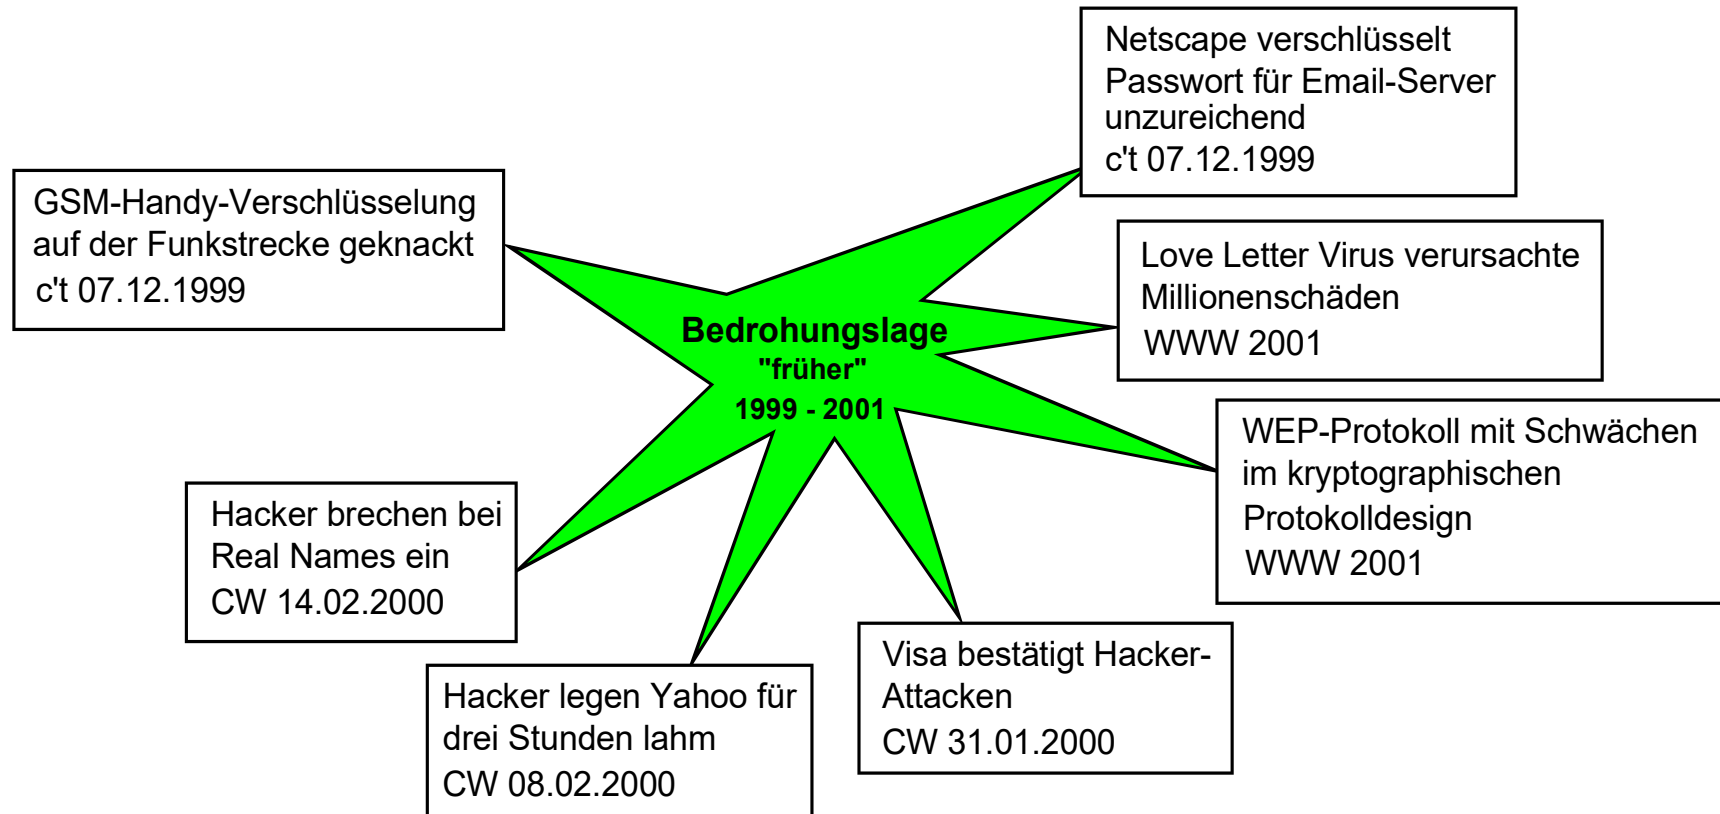 Netscape verschlüsselt
Passwort für Email-Server
unzureichend
c't 07.12.1999
GSM-Handy-Verschlüsselung
auf der Funkstrecke geknackt
c't 07.12.1999
Love Letter Virus verursachte
Millionenschäden
WWW 2001
Bedrohungslage
"früher"
1999 - 2001
WEP-Protokoll mit Schwächen
im kryptographischen
Protokolldesign
WWW 2001
Hacker brechen bei
Real Names ein
CW 14.02.2000
Visa bestätigt Hacker-
Attacken
CW 31.01.2000
Hacker legen Yahoo für
drei Stunden lahm
CW 08.02.2000